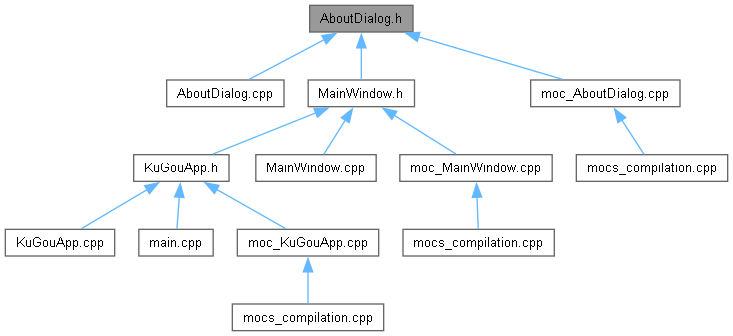 AboutDialog.h
AboutDialog.cpp
MainWindow.h
moc_AboutDialog.cpp
KuGouApp.h
MainWindow.cpp
moc_MainWindow.cpp
mocs_compilation.cpp
KuGouApp.cpp
main.cpp
moc_KuGouApp.cpp
mocs_compilation.cpp
mocs_compilation.cpp